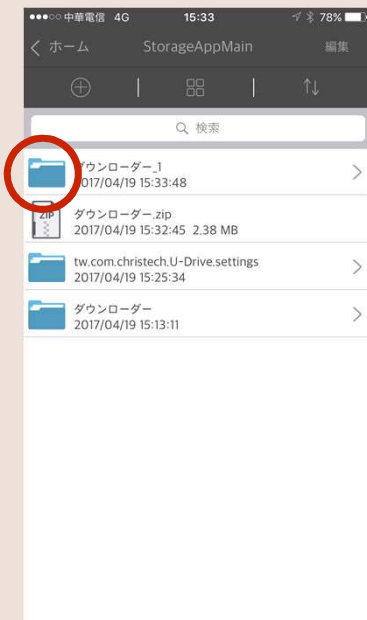 中華電信 4G 15:33 78%
ホーム StorageAppMain 編集
検索
ダウンローダー_1
2017/04/19 15:33:48
ZIP
ダウンローダー.zip
2017/04/19 15:32:45 2.38 MB
tw.com.christech.U-Drive.settings
2017/04/19 15:25:34
ダウンローダー
2017/04/19 15:13:11